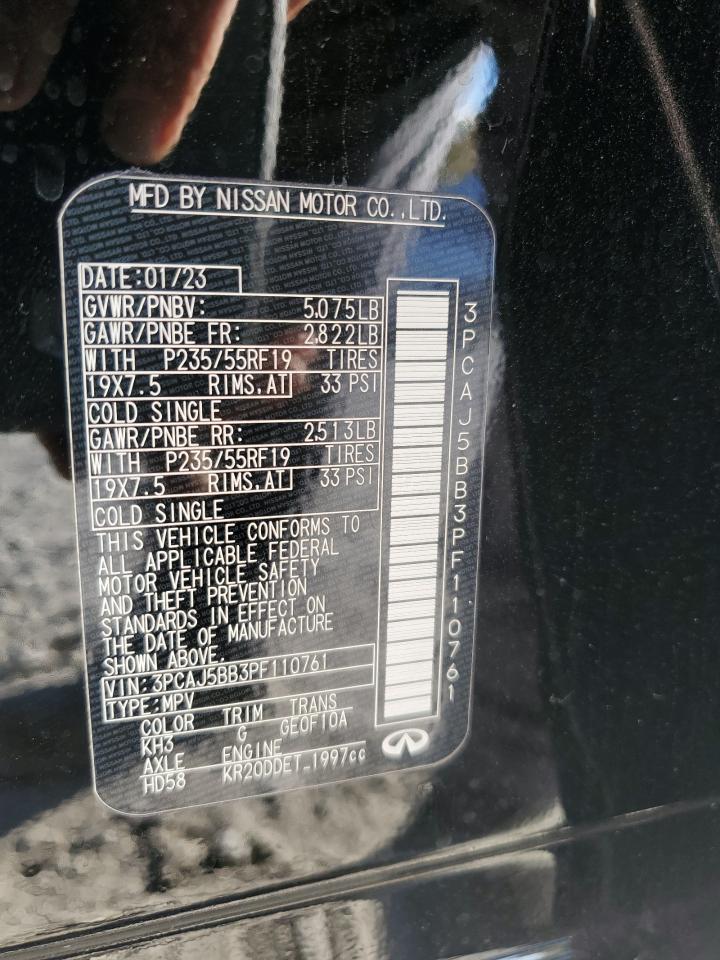 MFD BY NISSAN MOTOR CO.,LTD.
DATE:01/23
GVWR/PNBV: 5,075LB
GAWR/PNBE FR: 2,822LB
WITH P235/55RF19 TIRES
19X7.5 RIMS,AT 33 PSI
COLD SINGLE
GAWR/PNBE RR: 2,513LB
WITH P235/55RF19 TIRES
19X7.5 RIMS,AT 33 PSI
COLD SINGLE
THIS VEHICLE CONFORMS TO
ALL APPLICABLE FEDERAL
MOTOR VEHICLE SAFETY
AND THEFT PREVENTION
STANDARDS IN EFFECT ON
THE DATE OF MANUFACTURE
SHOWN ABOVE.
VIN:3PCAJ5BB3PF110761
TYPE:MPV
COLOR TRIM TRANS
KH3 G GE0F10A
AXLE ENGINE
HD58 KR20DDET_1997cc
3PCAJ5BB3PF110761